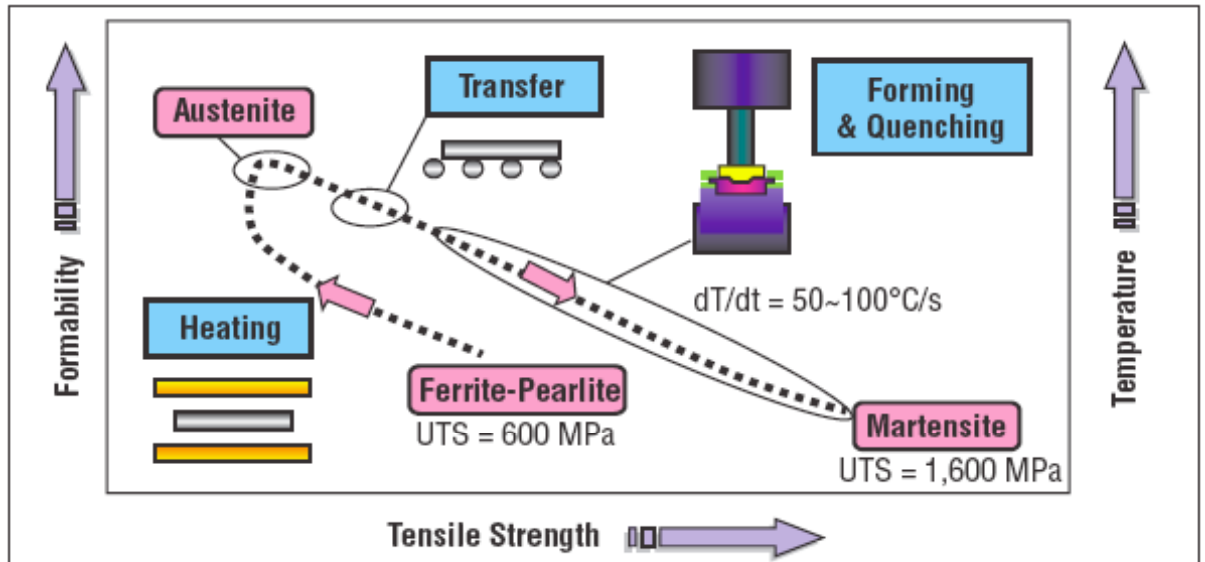 Formability
Austenite
Transfer
Forming
& Quenching
Heating
dT/dt = 50~100°C/s
Ferrite-Pearlite
UTS = 600 MPa
Martensite
UTS = 1,600 MPa
Temperature
Tensile Strength